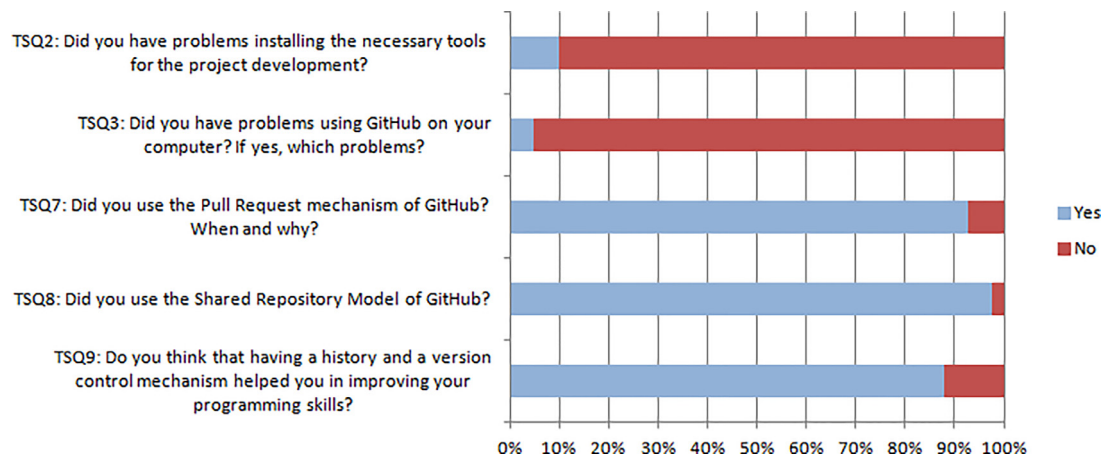 TSQ2: Did you have problems installing the necessary tools
for the project development?
TSQ3: Did you have problems using GitHub on your
computer? If yes, which problems?
TSQ7: Did you use the Pull Request mechanism of GitHub?
When and why?
TSQ8: Did you use the Shared Repository Model of GitHub?
TSQ9: Do you think that having a history and a version
control mechanism helped you in improving your
programming skills?
Yes
No
0% 10% 20% 30% 40% 50% 60% 70% 80% 90% 100%